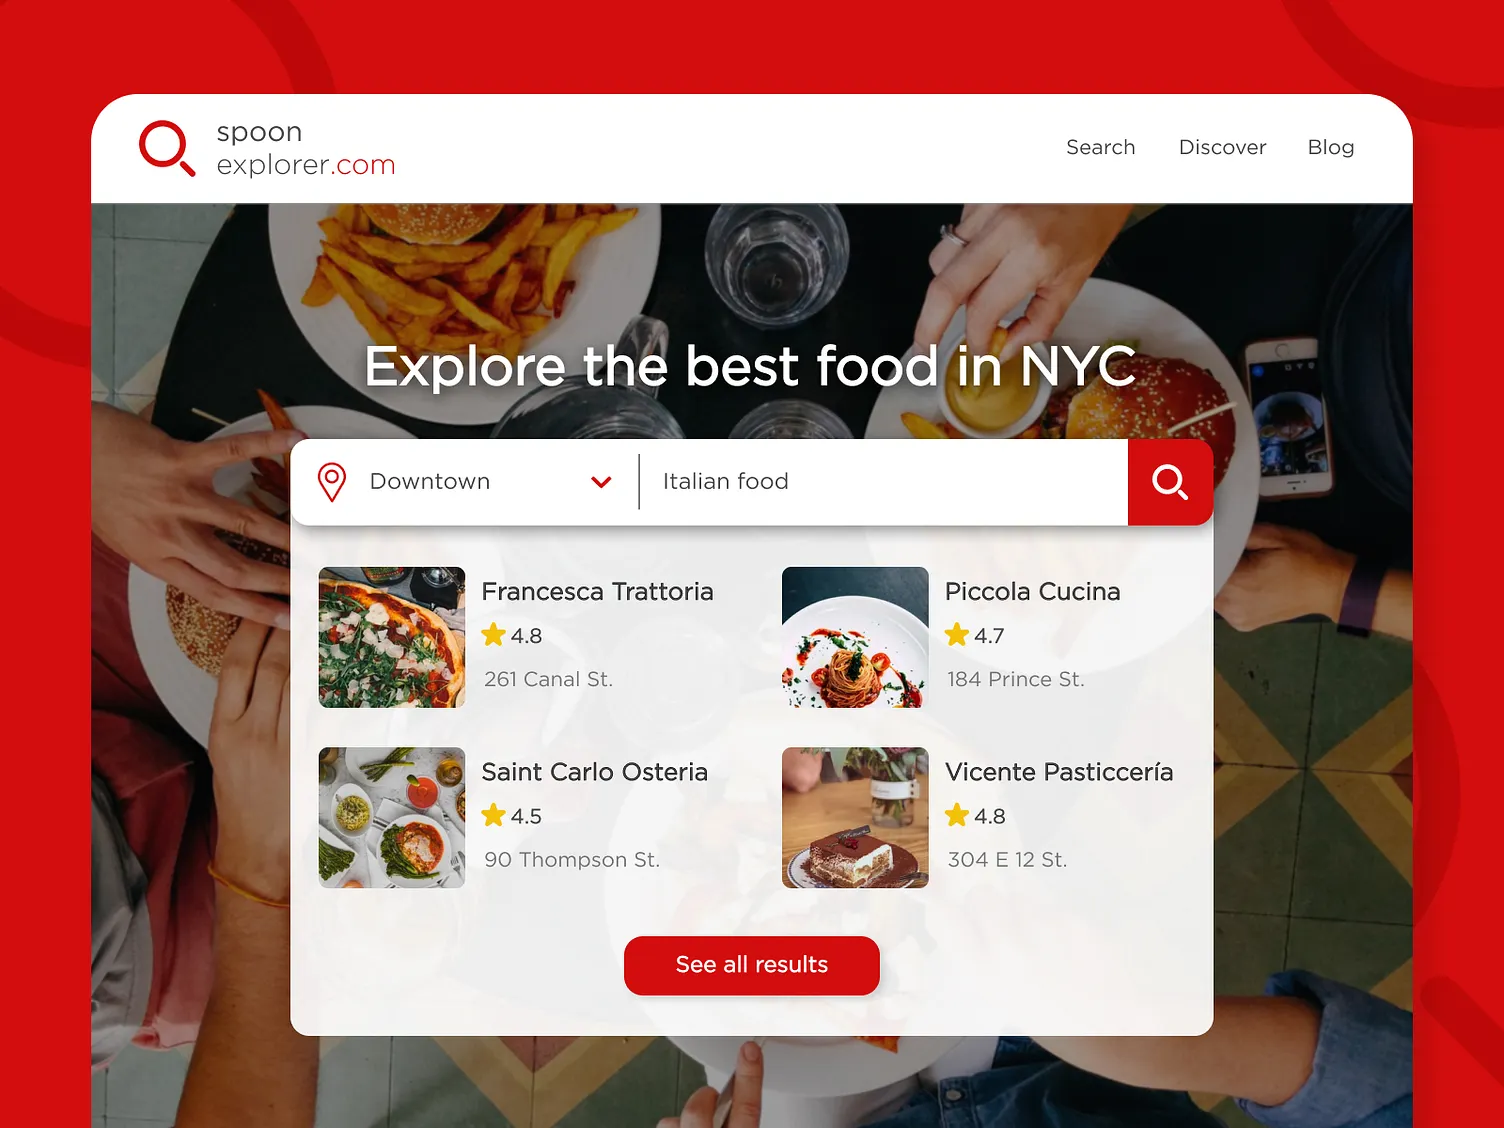 spoon
explorer.com
Search
Discover
Blog
Explore the best food in NYC
Downtown
Italian food
Francesca Trattoria
4.8
261 Canal St.
Piccola Cucina
4.7
184 Prince St.
Saint Carlo Osteria
4.5
90 Thompson St.
Vicente Pasticcería
4.8
304 E 12 St.
See all results